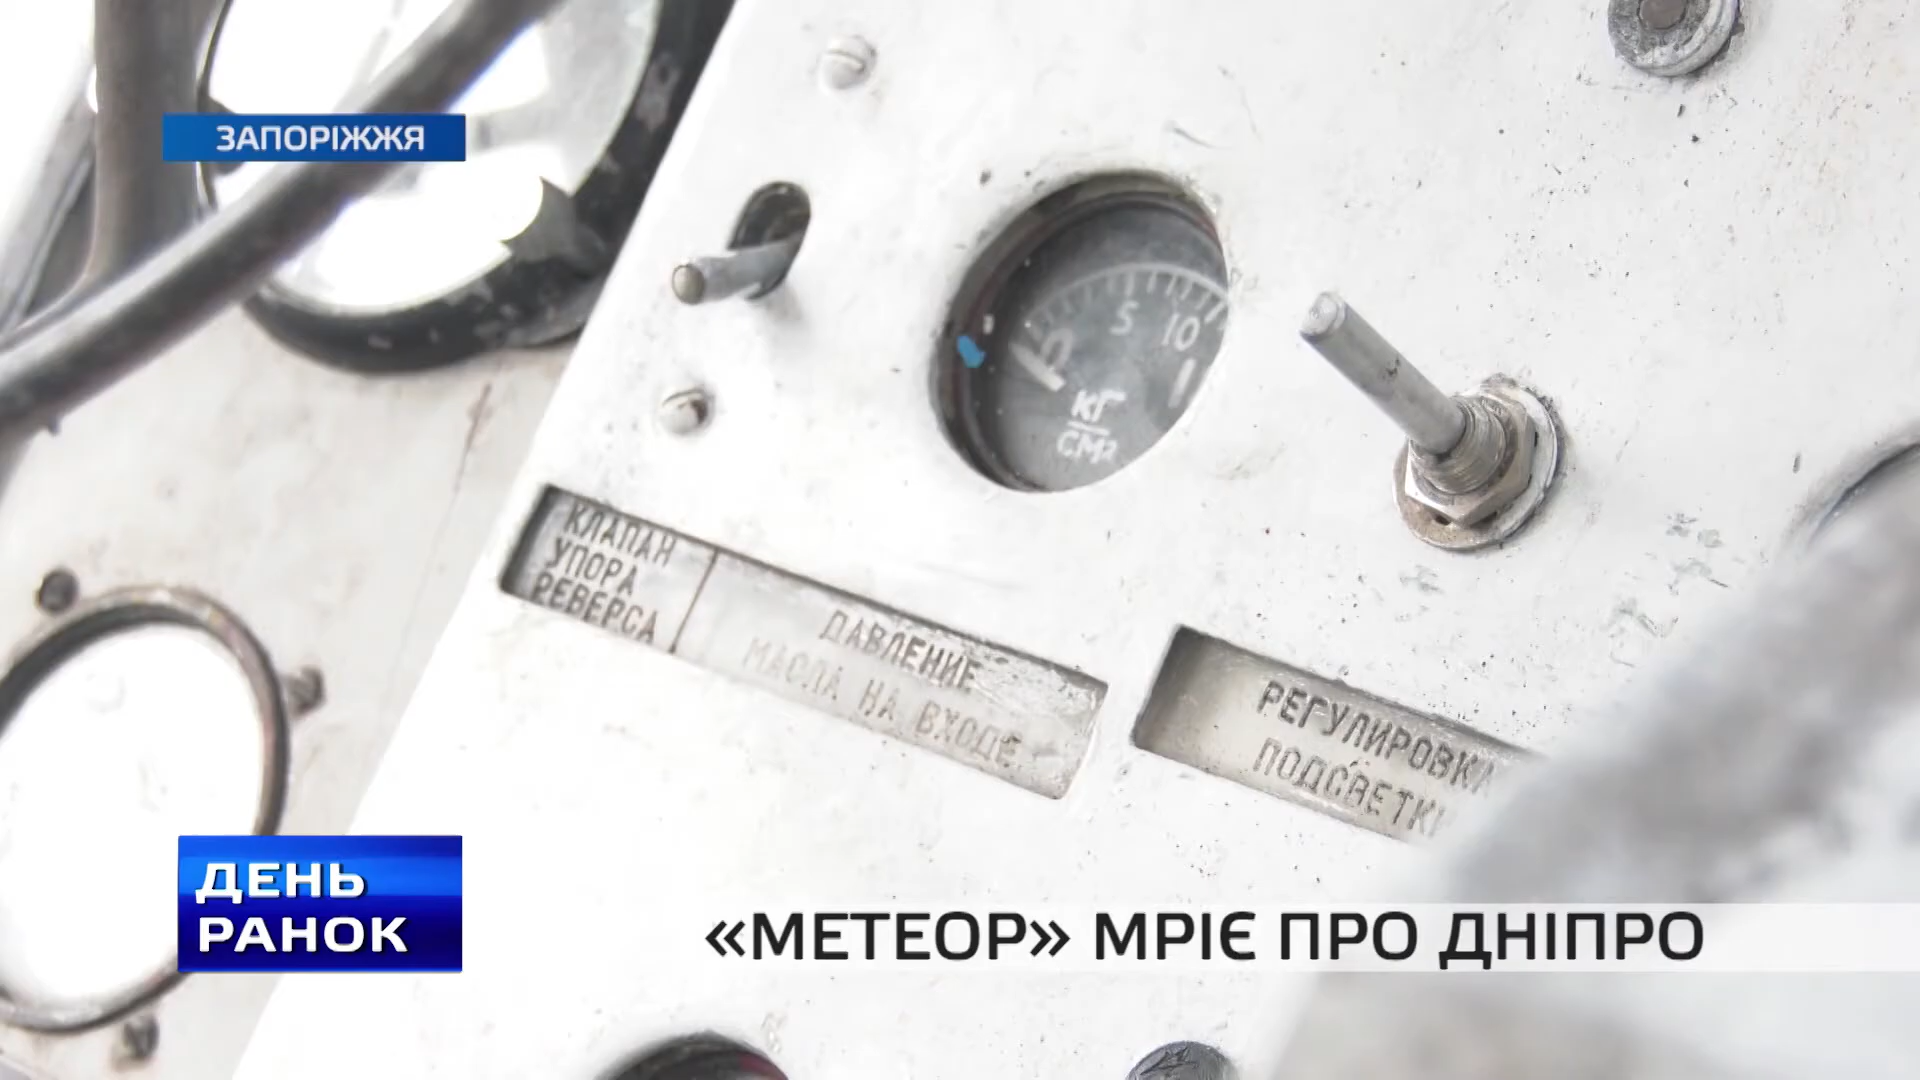 ЗАПОРІЖЖЯ
5 10
КГ
СМ2
КЛАПАН
УПОРА
РЕВЕРСА
ДАВЛЕНИЕ
МАСЛА НА ВХОДЕ
РЕГУЛИРОВКА
ПОДСВЕТКИ
ДЕНЬ
РАНОК
«МЕТЕОР» МРІЄ ПРО ДНІПРО